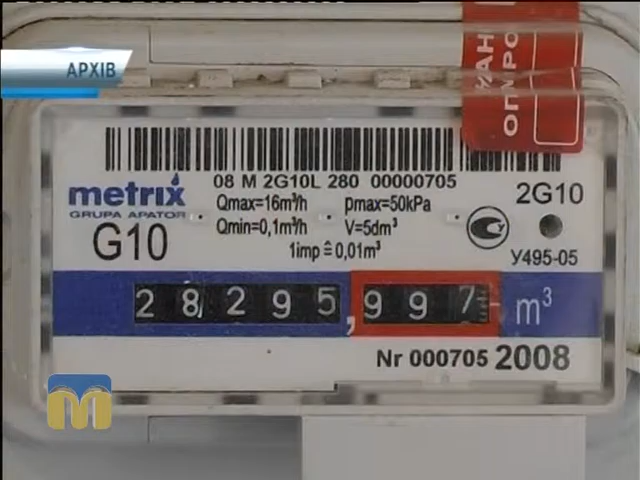 АРХІВ
08 M 2G10L 280 00000705
metrix
GRUPA APATOR
G10
Qmax=16m³/h pmax=50kPa
Qmin=0,1m³/h V=5dm³
1imp ≙ 0,01m³
2G10
У495-05
28295,997 m³
Nr 000705 2008